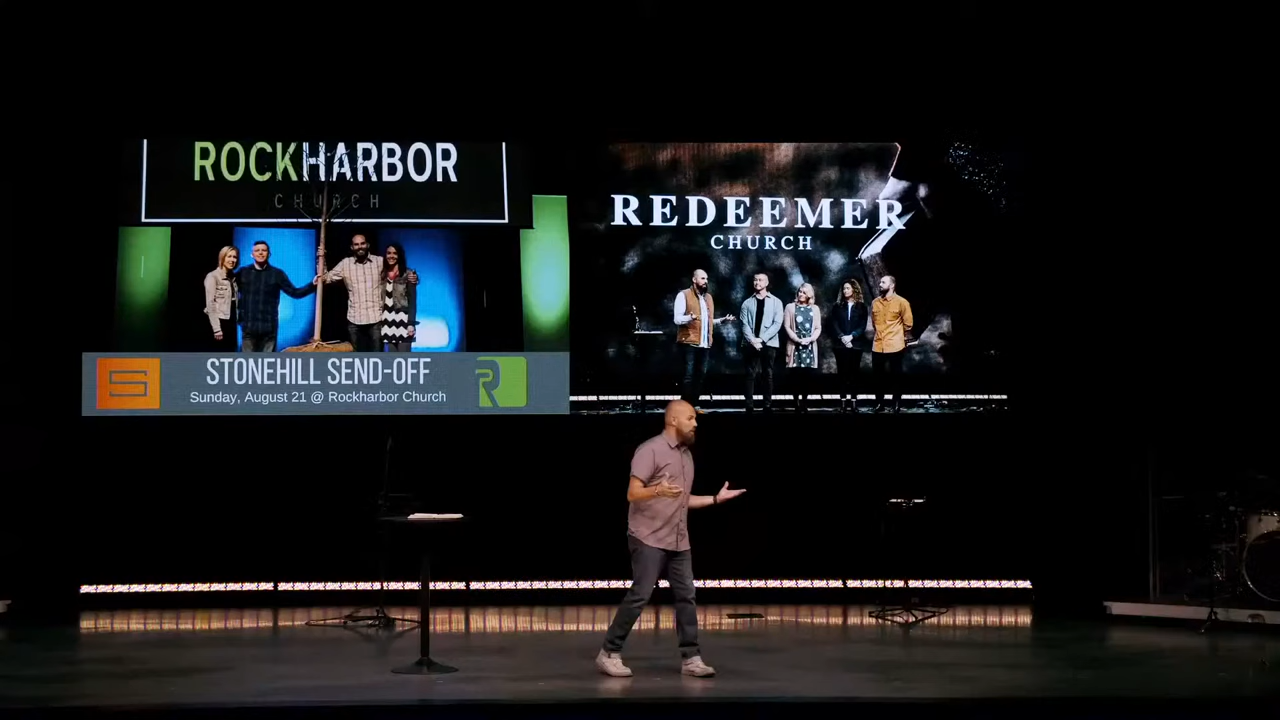 ROCKHARBOR
CHURCH
STONEHILL SEND-OFF
Sunday, August 21 @ Rockharbor Church
REDEEMER
CHURCH